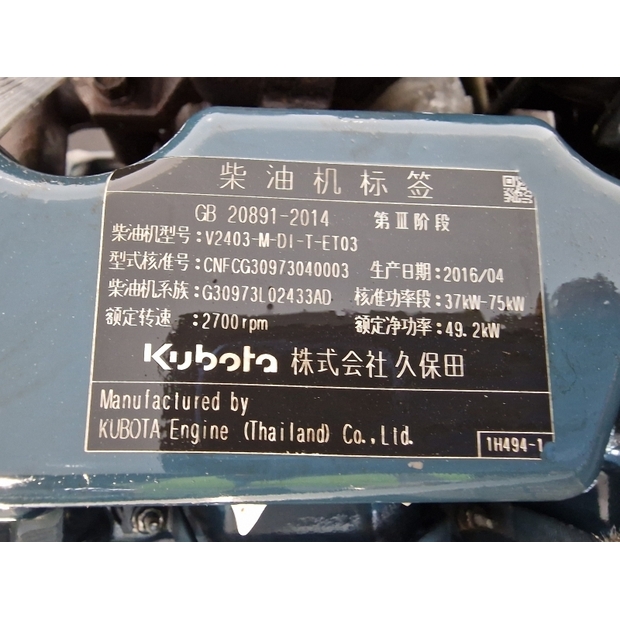 柴油机标签
GB 20891-2014 第Ⅲ阶段
柴油机型号:V2403-M-DI-T-ET03
型式核准号:CNFCG30973040003 生产日期:2016/04
柴油机系族:G30973L02433AD 核准功率段:37kW-75kW
额定转速:2700rpm 额定净功率:49.2kW
Kubota 株式会社久保田
Manufactured by
KUBOTA Engine (Thailand) Co.,Ltd.
1H494-1